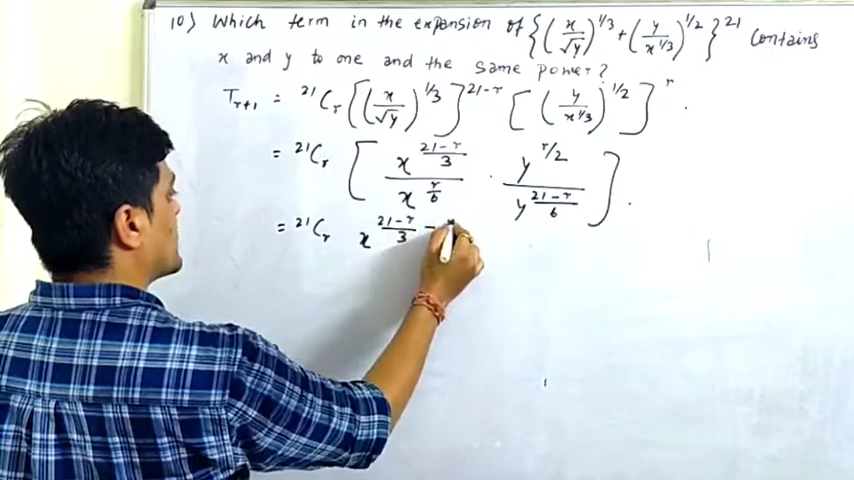 10) Which term in the expansion of {(x/√y)^1/3 + (y/x^1/3)^1/2}^21 contains
x and y to one and the same power?
T_r+1 = ²¹C_r [(x/√y)^1/3]^21-r [(y/x^1/3)^1/2]^r .
= ²¹C_r [ x^(21-r)/3 / x^r/6 · y^r/2 / y^(21-r)/6 ] .
= ²¹C_r x^(21-r)/3 -